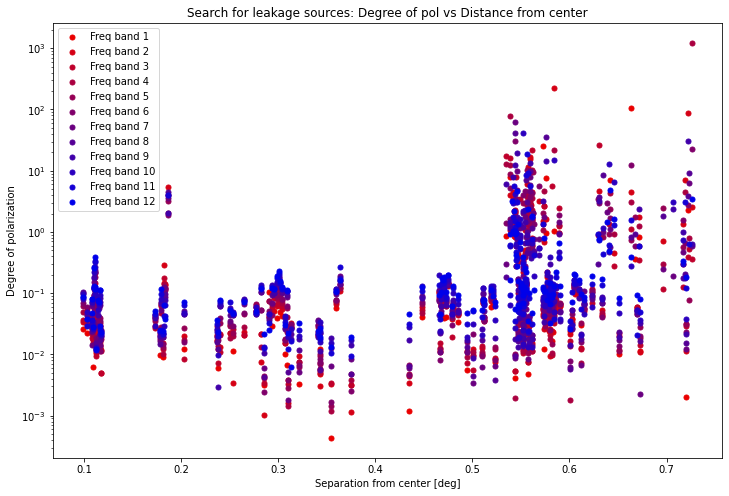 Search for leakage sources: Degree of pol vs Distance from center
Freq band 1
Freq band 2
Freq band 3
Freq band 4
Freq band 5
Freq band 6
Freq band 7
Freq band 8
Freq band 9
Freq band 10
Freq band 11
Freq band 12
Degree of polarization
10³
10²
10¹
10⁰
10⁻¹
10⁻²
10⁻³
0.1 0.2 0.3 0.4 0.5 0.6 0.7
Separation from center [deg]